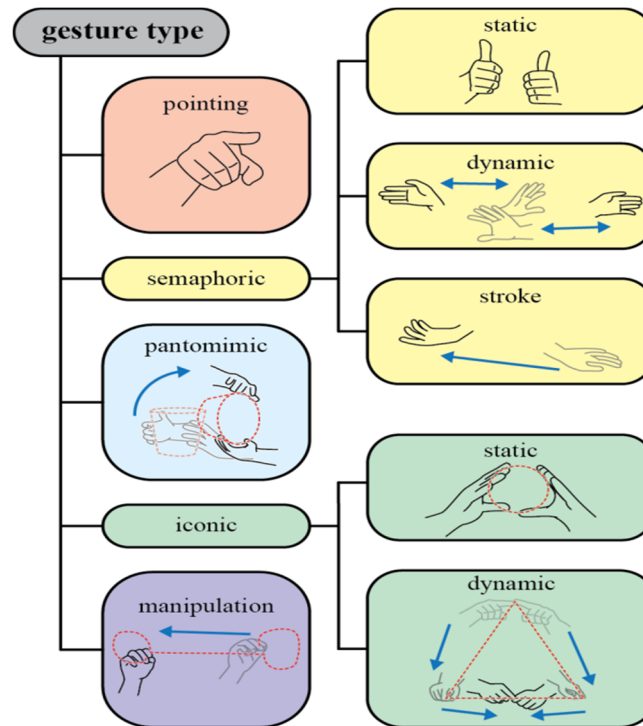 gesture type
pointing
semaphoric
static
dynamic
stroke
pantomimic
iconic
static
dynamic
manipulation